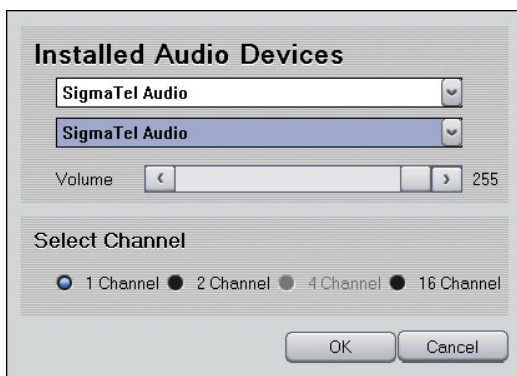 Installed Audio Devices
SigmaTel Audio
SigmaTel Audio
Volume 255
Select Channel
1 Channel 2 Channel 4 Channel 16 Channel
OK Cancel